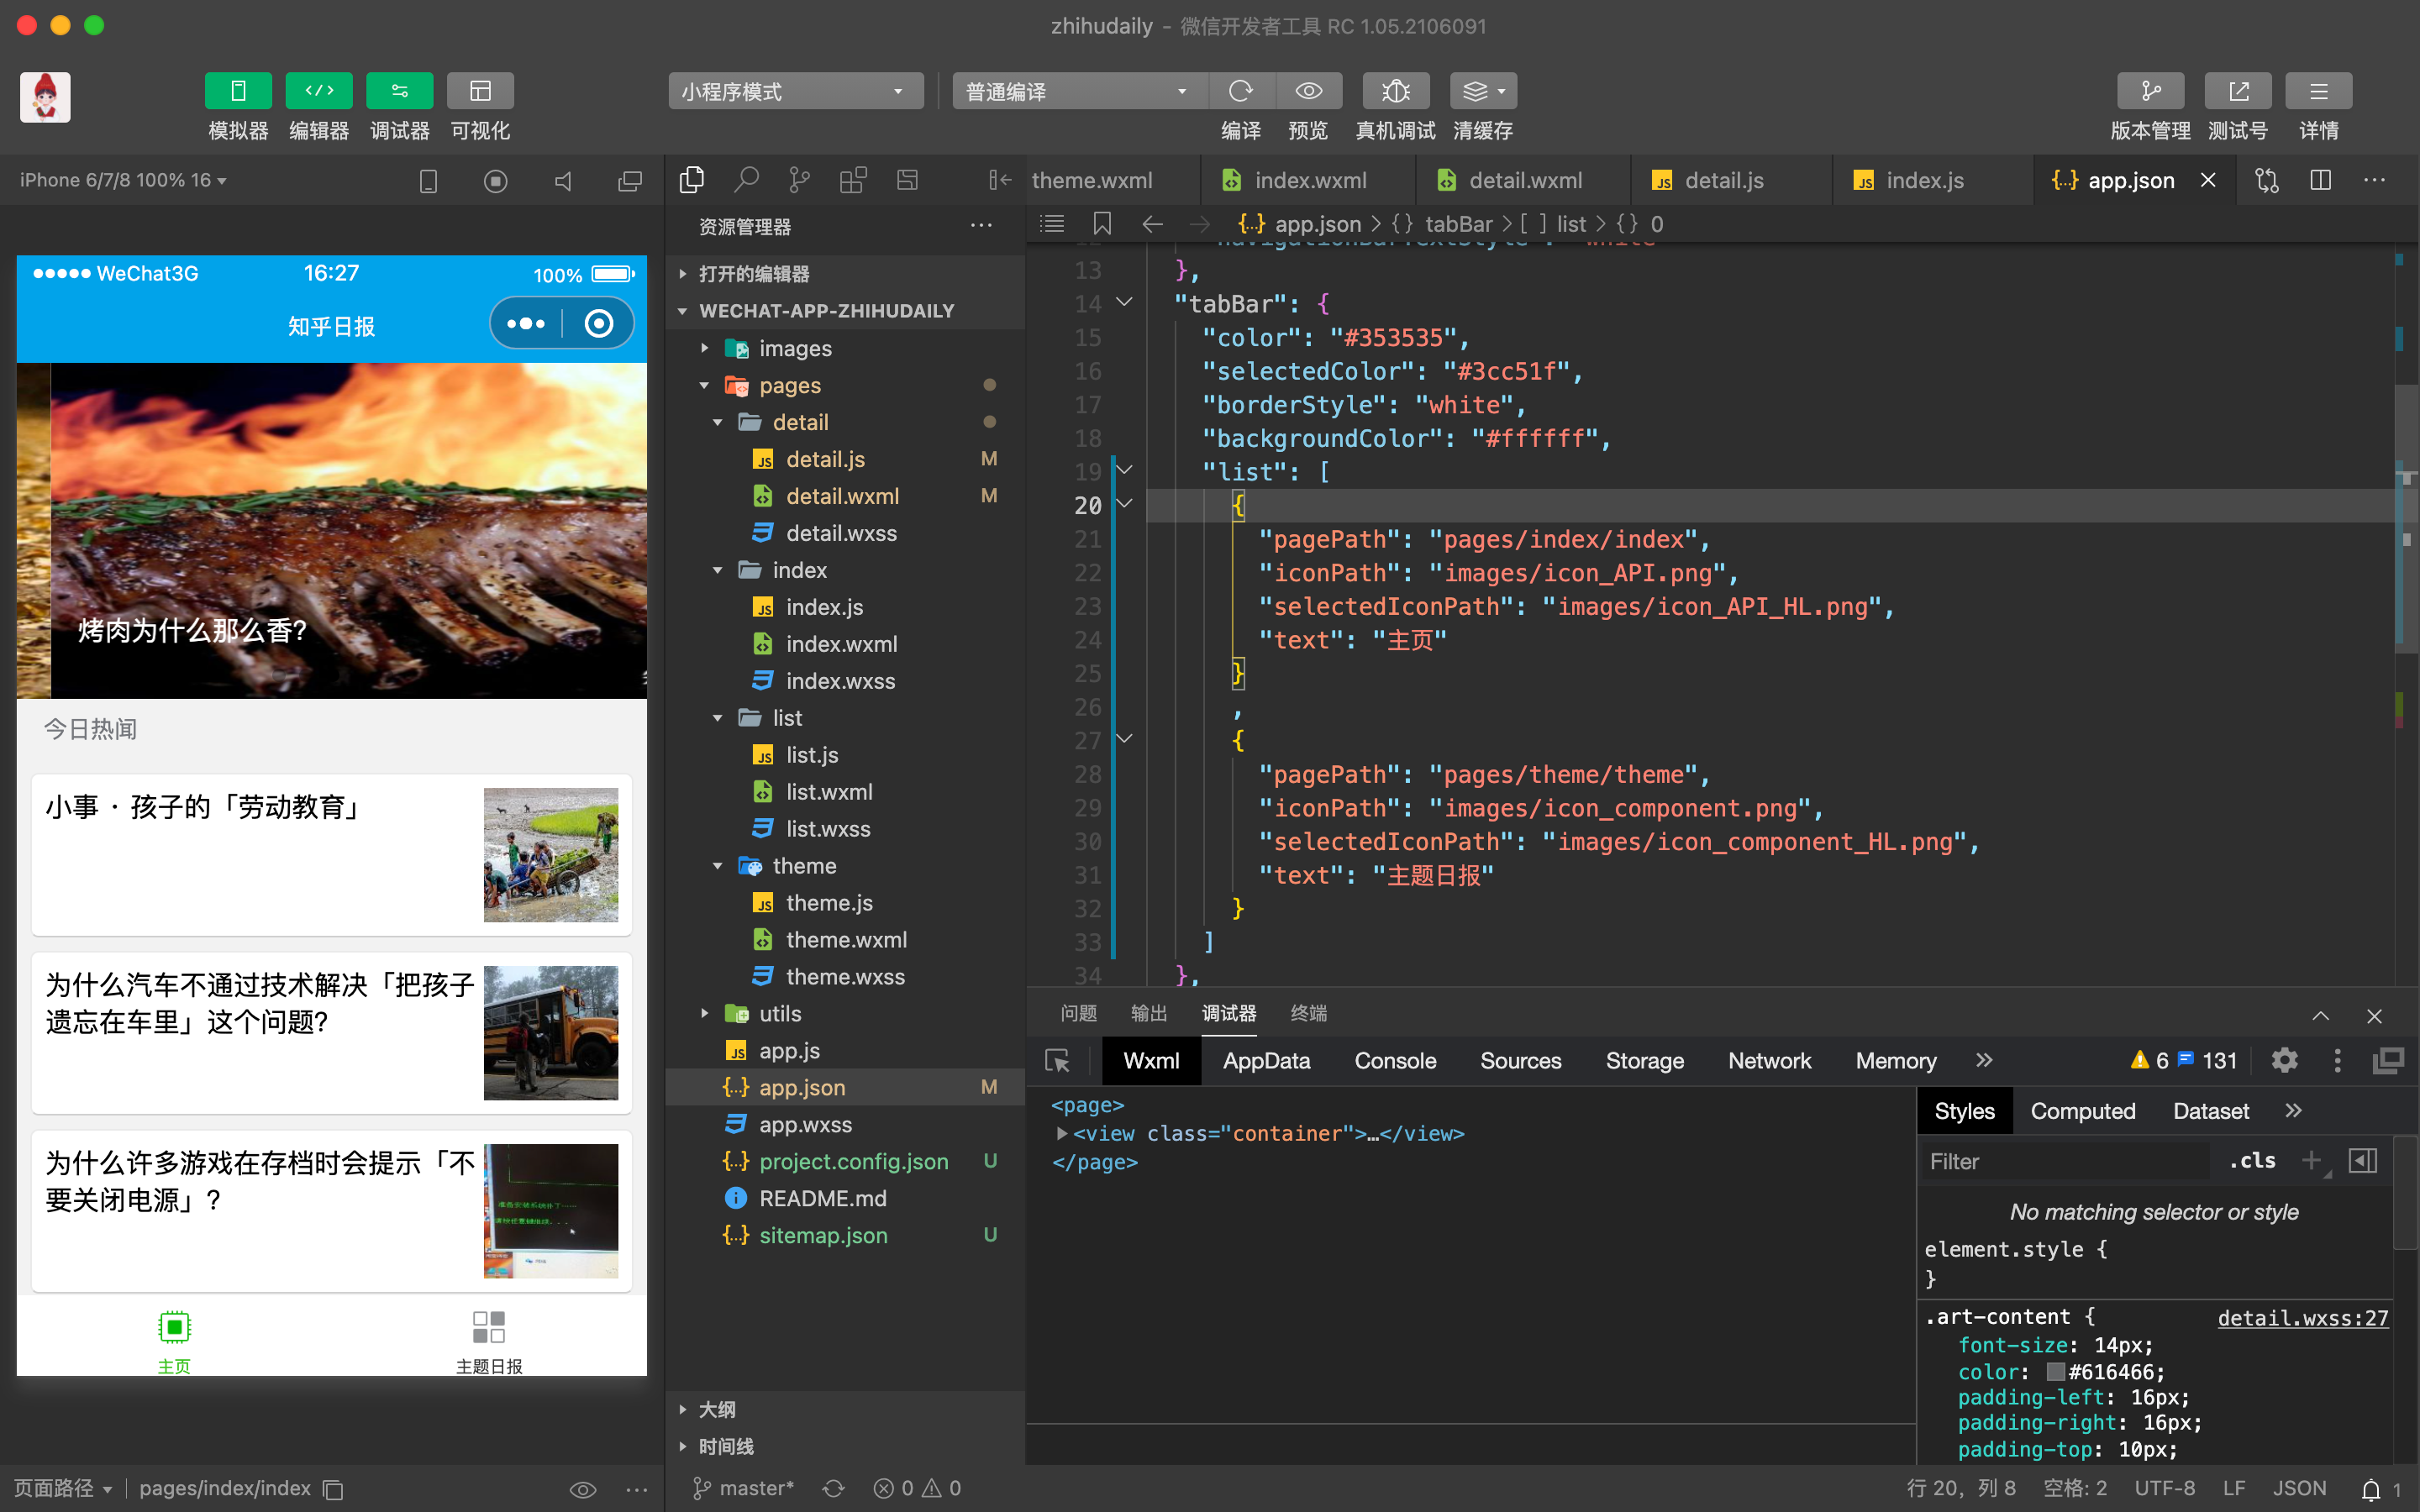 zhihudaily - 微信开发者工具 RC 1.05.2106091
模拟器 编辑器 调试器 可视化
小程序模式 普通编译
编译 预览 真机调试 清缓存
版本管理 测试号 详情
iPhone 6/7/8 100% 16
WeChat3G 16:27 100%
知乎日报
烤肉为什么那么香?
今日热闻
小事 · 孩子的「劳动教育」
为什么汽车不通过技术解决「把孩子
遗忘在车里」这个问题?
为什么许多游戏在存档时会提示「不
要关闭电源」?
主页 主题日报
页面路径 pages/index/index
资源管理器
打开的编辑器
WECHAT-APP-ZHIHUDAILY
images
pages
detail
JS detail.js M
detail.wxml M
detail.wxss
index
JS index.js
index.wxml
index.wxss
list
JS list.js
list.wxml
list.wxss
theme
JS theme.js
theme.wxml
theme.wxss
utils
JS app.js
{..} app.json M
app.wxss
{..} project.config.json U
README.md
{..} sitemap.json U
大纲
时间线
theme.wxml index.wxml detail.wxml JS detail.js JS index.js {..} app.json
{..} app.json > {} tabBar > [ ] list > {} 0
12 "navigationBarTextStyle": "white"
13 },
14 "tabBar": {
15 "color": "#353535",
16 "selectedColor": "#3cc51f",
17 "borderStyle": "white",
18 "backgroundColor": "#ffffff",
19 "list": [
20 {
21 "pagePath": "pages/index/index",
22 "iconPath": "images/icon_API.png",
23 "selectedIconPath": "images/icon_API_HL.png",
24 "text": "主页"
25 }
26 ,
27 {
28 "pagePath": "pages/theme/theme",
29 "iconPath": "images/icon_component.png",
30 "selectedIconPath": "images/icon_component_HL.png",
31 "text": "主题日报"
32 }
33 ]
34 },
问题 输出 调试器 终端
Wxml AppData Console Sources Storage Network Memory 6 131
<page>
<view class="container">…</view>
</page>
Styles Computed Dataset
Filter .cls
No matching selector or style
element.style {
}
.art-content { detail.wxss:27
font-size: 14px;
color: #616466;
padding-left: 16px;
padding-right: 16px;
padding-top: 10px;
master* 0 0
行 20，列 8 空格: 2 UTF-8 LF JSON 1